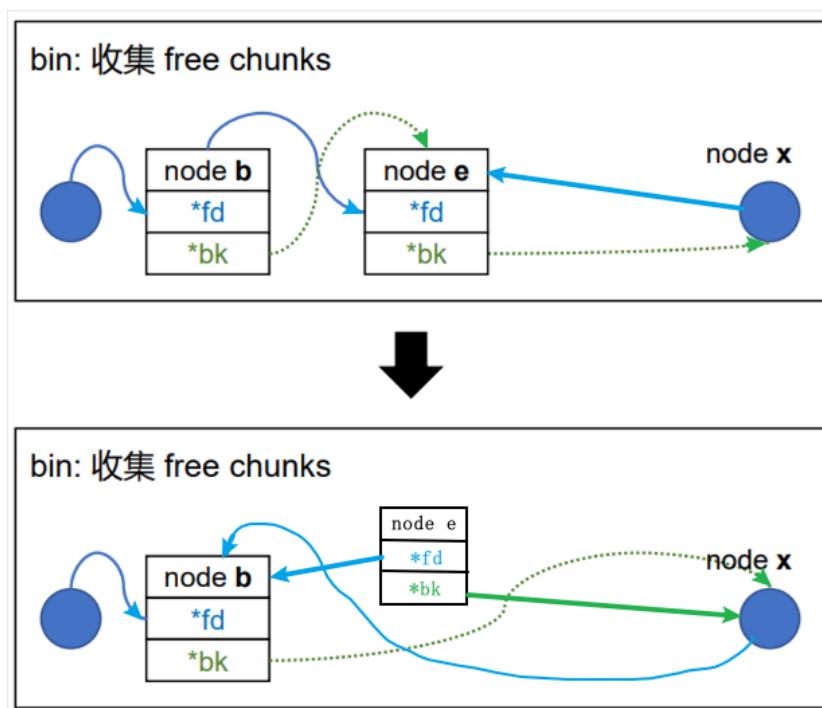 bin: 收集 free chunks
node b
*fd
*bk
node e
*fd
*bk
node x
bin: 收集 free chunks
node b
*fd
*bk
node e
*fd
*bk
node x